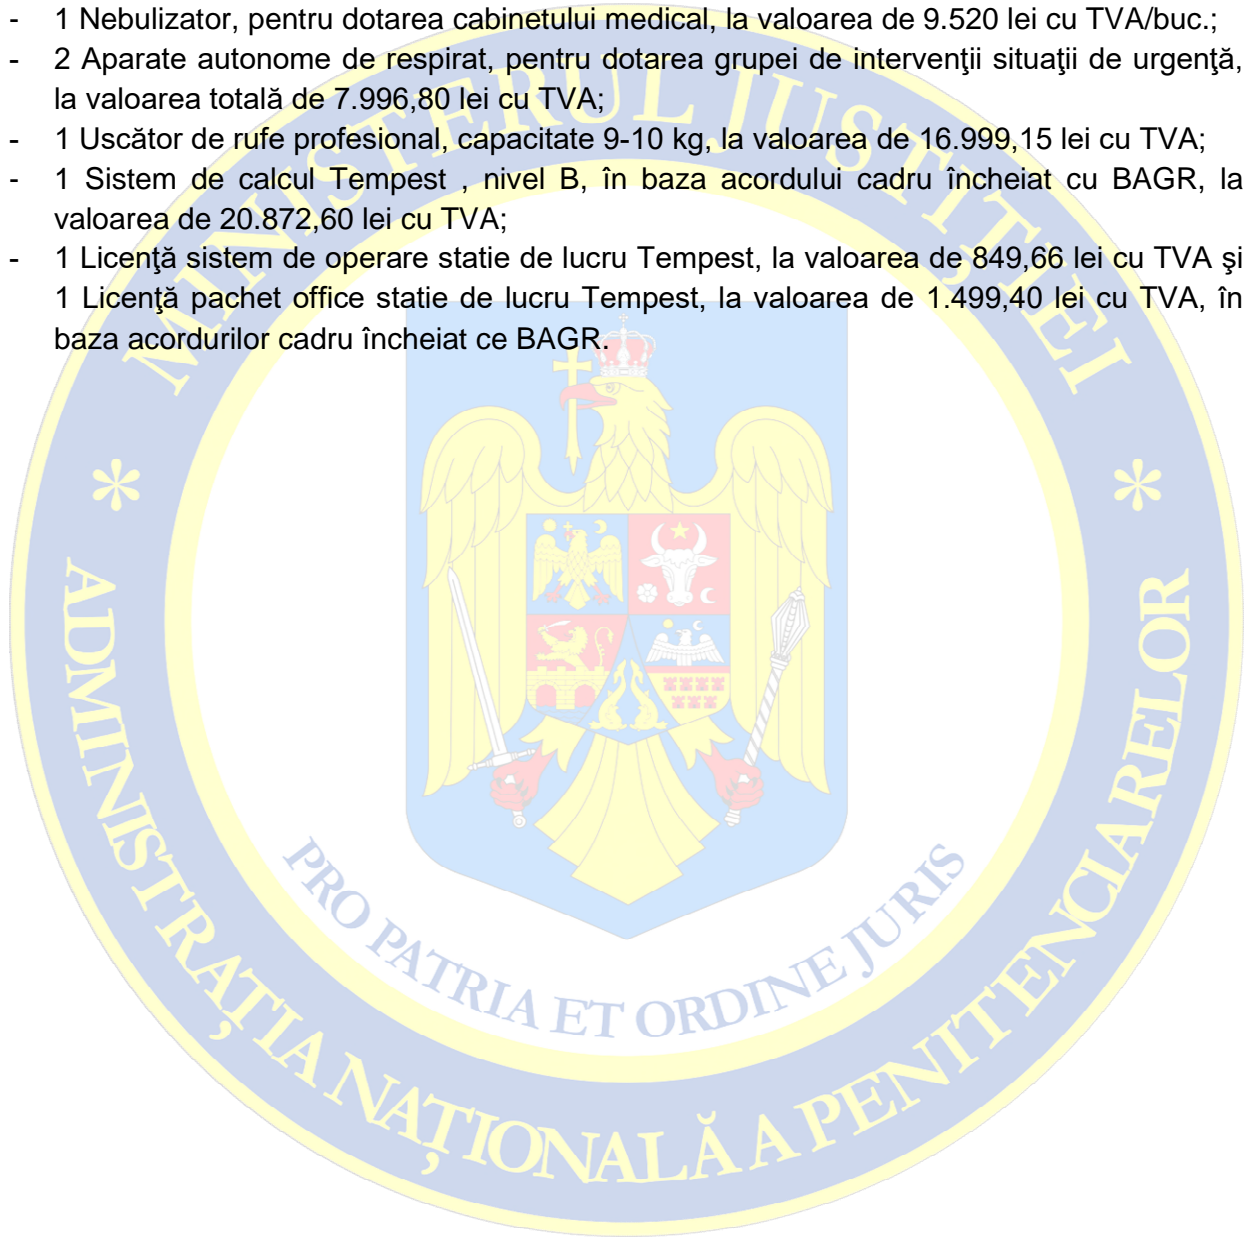 - 1 Nebulizator, pentru dotarea cabinetului medical, la valoarea de 9.520 lei cu TVA/buc.;
- 2 Aparate autonome de respirat, pentru dotarea grupei de intervenţii situaţii de urgenţă,
la valoarea totală de 7.996,80 lei cu TVA;
- 1 Uscător de rufe profesional, capacitate 9-10 kg, la valoarea de 16.999,15 lei cu TVA;
- 1 Sistem de calcul Tempest , nivel B, în baza acordului cadru încheiat cu BAGR, la
valoarea de 20.872,60 lei cu TVA;
- 1 Licenţă sistem de operare statie de lucru Tempest, la valoarea de 849,66 lei cu TVA şi
1 Licenţă pachet office statie de lucru Tempest, la valoarea de 1.499,40 lei cu TVA, în
baza acordurilor cadru încheiat ce BAGR.
MINISTERUL JUSTIŢEI
* *
ADMINISTRAŢIA NAŢIONALĂ A PENITENCIARELOR
PRO PATRIA ET ORDINE JURIS